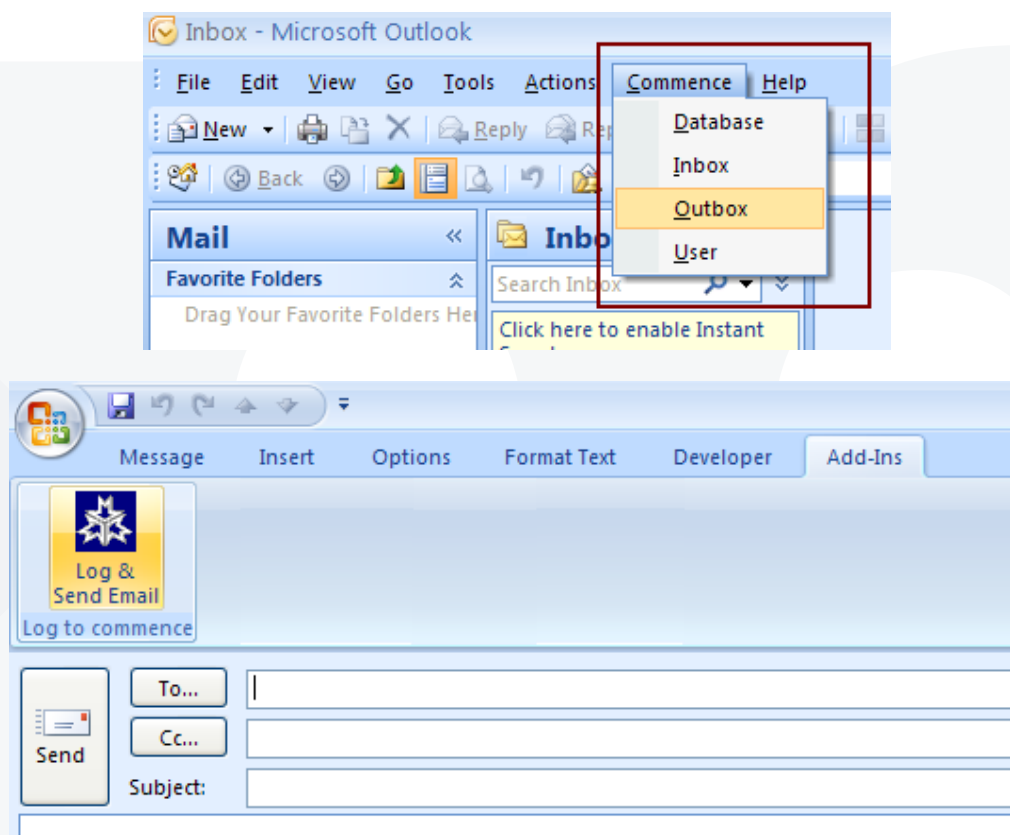 Inbox - Microsoft Outlook
File Edit View Go Tools Actions Commence Help
New Reply
Database
Back
Inbox
Outbox
User
Mail « Inbo
Favorite Folders
Search Inbox
Drag Your Favorite Folders Her
Click here to enable Instant
Message Insert Options Format Text Developer Add-Ins
Log &
Send Email
Log to commence
To...
Cc...
Send
Subject: